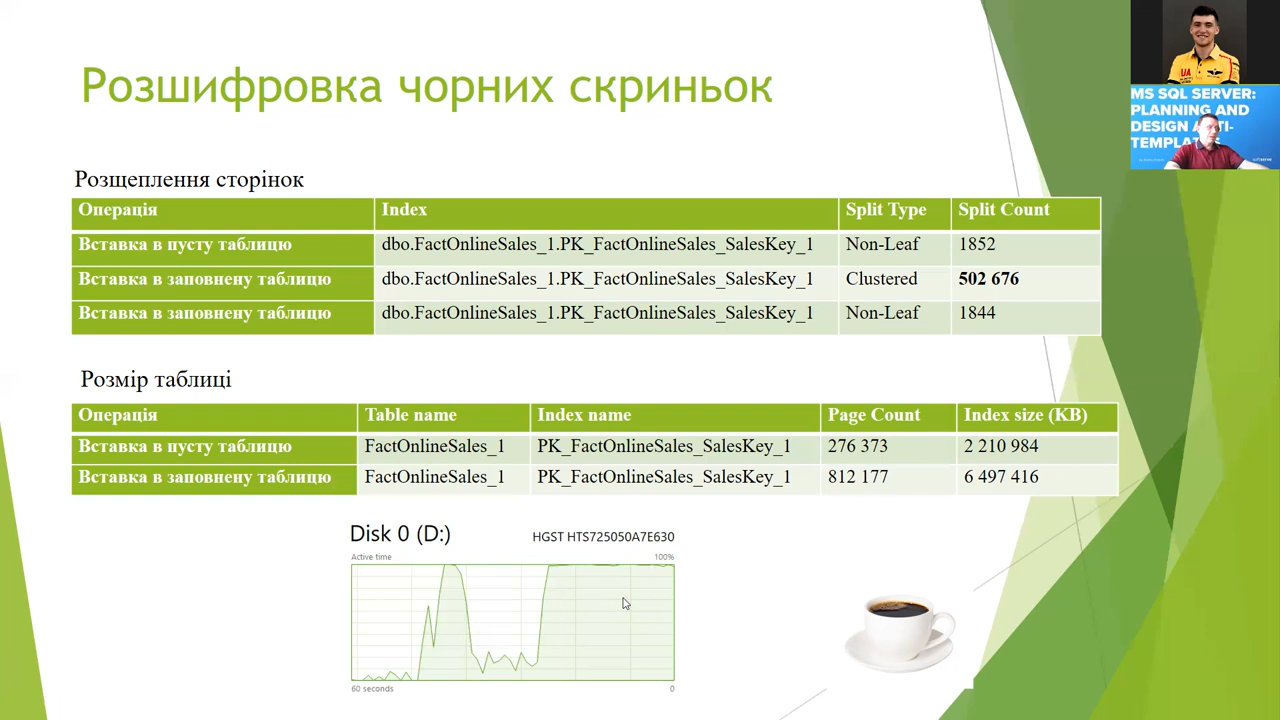 Розшифровка чорних скриньок
UA
MS SQL SERVER:
PLANNING AND
DESIGN
softserve
Розщеплення сторінок
Операція Index Split Type Split Count
Вставка в пусту таблицю dbo.FactOnlineSales_1.PK_FactOnlineSales_SalesKey_1 Non-Leaf 1852
Вставка в заповнену таблицю dbo.FactOnlineSales_1.PK_FactOnlineSales_SalesKey_1 Clustered 502 676
Вставка в заповнену таблицю dbo.FactOnlineSales_1.PK_FactOnlineSales_SalesKey_1 Non-Leaf 1844
Розмір таблиці
Операція Table name Index name Page Count Index size (KB)
Вставка в пусту таблицю FactOnlineSales_1 PK_FactOnlineSales_SalesKey_1 276 373 2 210 984
Вставка в заповнену таблицю FactOnlineSales_1 PK_FactOnlineSales_SalesKey_1 812 177 6 497 416
Disk 0 (D:) HGST HTS725050A7E630
Active time 100%
60 seconds 0